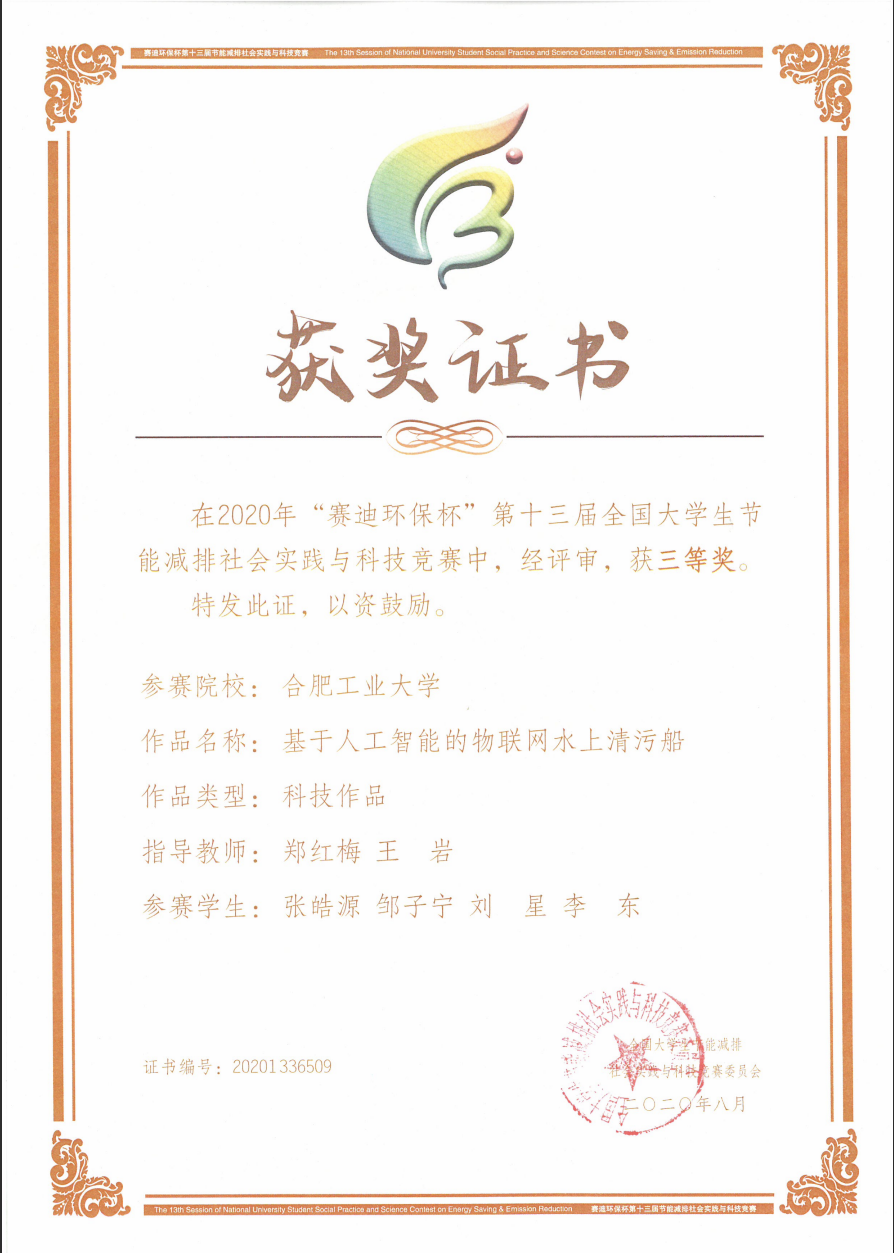 赛迪环保杯第十三届节能减排社会实践与科技竞赛 The 13th Session of National University Student Social Practice and Science Contest on Energy Saving & Emission Reduction
获奖证书
在2020年“赛迪环保杯”第十三届全国大学生节
能减排社会实践与科技竞赛中，经评审，获三等奖。
特发此证，以资鼓励。
参赛院校：合肥工业大学
作品名称：基于人工智能的物联网水上清污船
作品类型：科技作品
指导教师：郑红梅 王 岩
参赛学生：张皓源 邹子宁 刘 星 李 东
全国大学生节能减排
证书编号：20201336509
社会实践与科技竞赛委员会
二〇二〇年八月
The 13th Session of National University Student Social Practice and Science Contest on Energy Saving & Emission Reduction 赛迪环保杯第十三届节能减排社会实践与科技竞赛